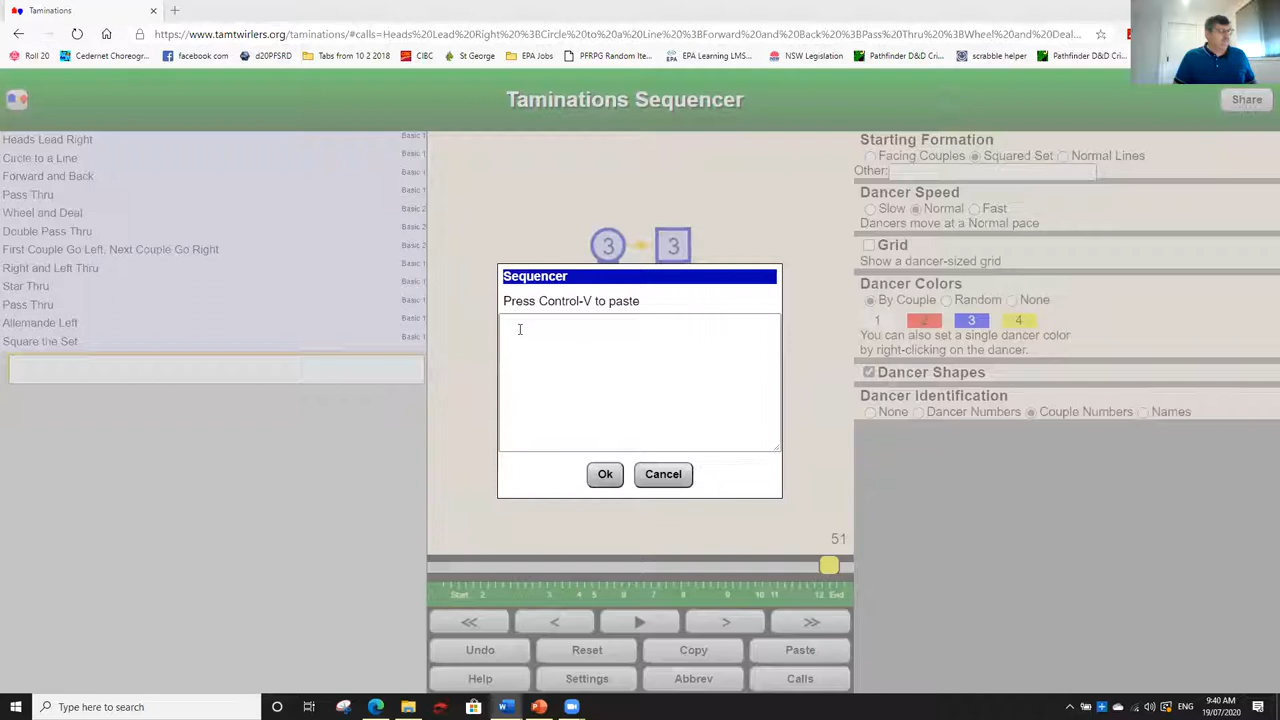 Taminations
https://www.tamtwirlers.org/taminations/#calls=Heads%20Lead%20Right%20%3BCircle%20to%20a%20Line%20%3BForward%20and%20Back%20%3BPass%20Thru%20%3BWheel%20and%20Deal...
Roll 20
Cedernet Choreogr...
facebook.com
d20PFSRD
Tabs from 10 2 2018
CIBC
St George
EPA Jobs
PFRPG Random Ite...
EPA Learning LMS...
NSW Legislation
Pathfinder D&D Cri...
scrabble helper
Pathfinder D&D Cri...
Taminations Sequencer
Share
Heads Lead Right Basic 1
Circle to a Line Basic 1
Forward and Back Basic 1
Pass Thru Basic 1
Wheel and Deal Basic 2
Double Pass Thru Basic 2
First Couple Go Left, Next Couple Go Right Basic 2
Right and Left Thru Basic 1
Star Thru Basic 1
Pass Thru Basic 1
Allemande Left Basic 1
Square the Set Basic 1
3 3
Sequencer
Press Control-V to paste
Ok Cancel
51
Start 2 3 4 5 6 7 8 9 10 11 12 End
<< < > >>
Undo Reset Copy Paste
Help Settings Abbrev Calls
Starting Formation
Facing Couples Squared Set Normal Lines
Other:
Dancer Speed
Slow Normal Fast
Dancers move at a Normal pace
Grid
Show a dancer-sized grid
Dancer Colors
By Couple Random None
1 2 3 4
You can also set a single dancer color
by right-clicking on the dancer.
Dancer Shapes
Dancer Identification
None Dancer Numbers Couple Numbers Names
Type here to search
9:40 AM
19/07/2020